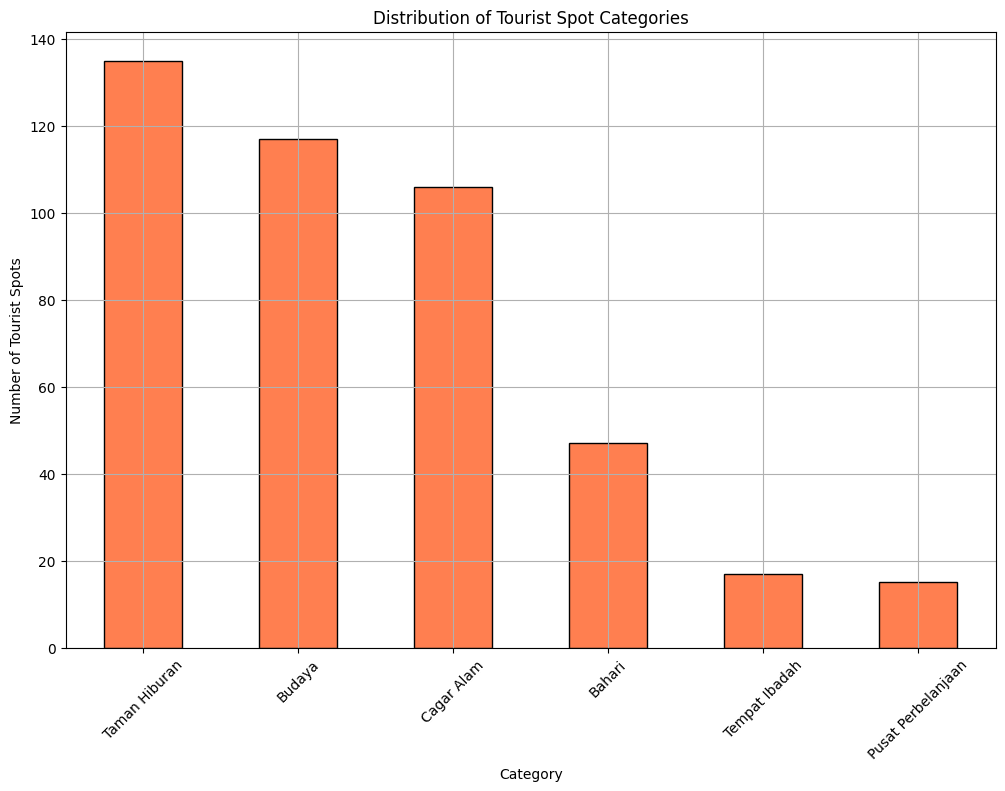 Distribution of Tourist Spot Categories
140
120
100
80
60
40
20
0
Number of Tourist Spots
Taman Hiburan
Budaya
Cagar Alam
Bahari
Tempat Ibadah
Pusat Perbelanjaan
Category